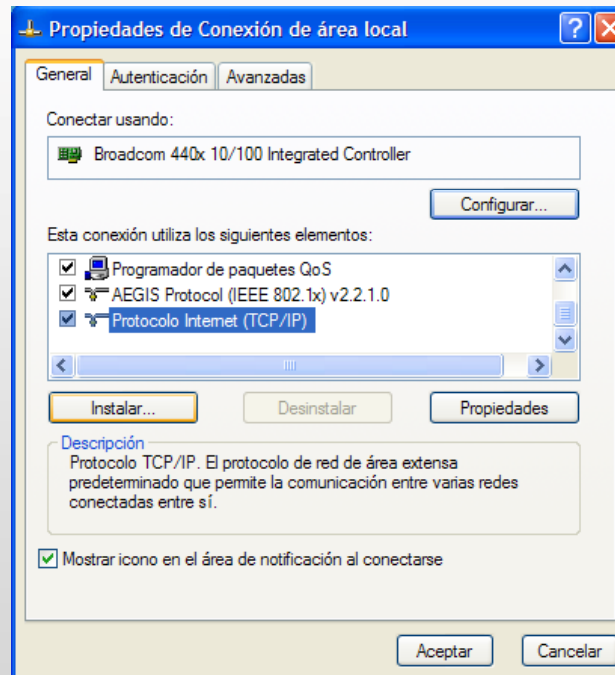 Propiedades de Conexión de área local
General
Autenticación
Avanzadas
Conectar usando:
Broadcom 440x 10/100 Integrated Controller
Configurar...
Esta conexión utiliza los siguientes elementos:
Programador de paquetes QoS
AEGIS Protocol (IEEE 802.1x) v2.2.1.0
Protocolo Internet (TCP/IP)
Instalar...
Desinstalar
Propiedades
Descripción
Protocolo TCP/IP. El protocolo de red de área extensa
predeterminado que permite la comunicación entre varias redes
conectadas entre sí.
Mostrar icono en el área de notificación al conectarse
Aceptar
Cancelar